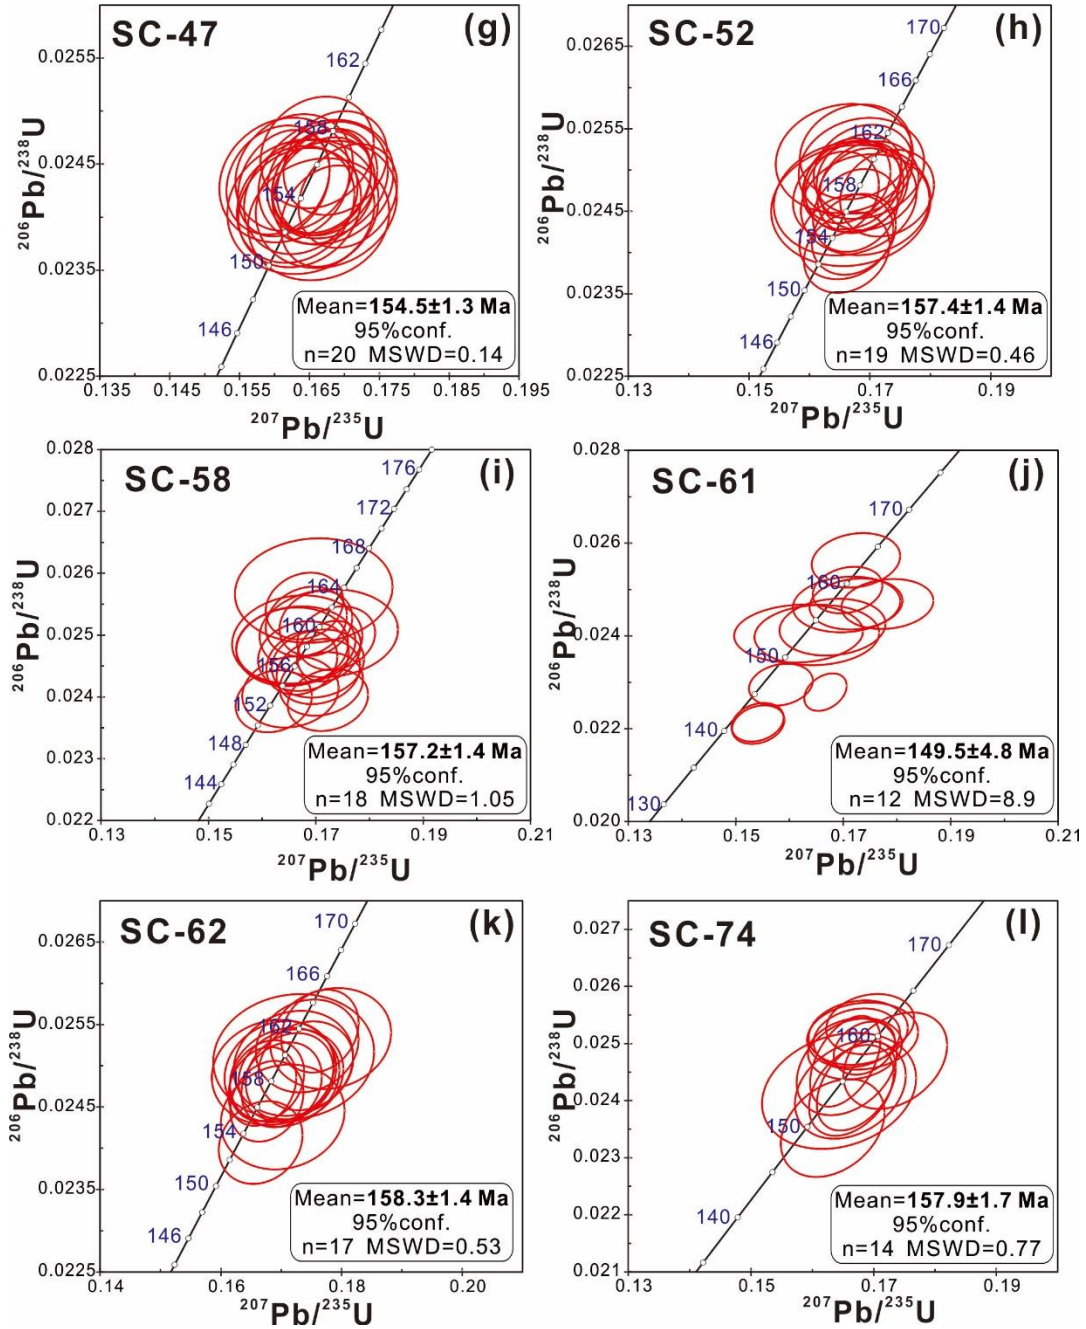 SC-47 (g)
0.0255
0.0245
0.0235
0.0225
162
158
154
150
146
Mean=154.5±1.3 Ma
95%conf.
n=20 MSWD=0.14
0.135 0.155 0.175 0.195
²⁰⁶Pb/²³⁸U
²⁰⁷Pb/²³⁵U
SC-52 (h)
0.0265
0.0255
0.0245
0.0235
0.0225
170
166
162
158
154
150
146
Mean=157.4±1.4 Ma
95%conf.
n=19 MSWD=0.46
0.13 0.15 0.17 0.19
²⁰⁶Pb/²³⁸U
²⁰⁷Pb/²³⁵U
SC-58 (i)
0.028
0.027
0.026
0.025
0.024
0.023
0.022
176
172
168
164
160
156
152
148
144
Mean=157.2±1.4 Ma
95%conf.
n=18 MSWD=1.05
0.13 0.15 0.17 0.19 0.21
²⁰⁶Pb/²³⁸U
²⁰⁷Pb/²³⁵U
SC-61 (j)
0.028
0.026
0.024
0.022
0.020
170
160
150
140
130
Mean=149.5±4.8 Ma
95%conf.
n=12 MSWD=8.9
0.13 0.15 0.17 0.19 0.21
²⁰⁶Pb/²³⁸U
²⁰⁷Pb/²³⁵U
SC-62 (k)
0.0265
0.0255
0.0245
0.0235
0.0225
170
166
162
158
154
150
146
Mean=158.3±1.4 Ma
95%conf.
n=17 MSWD=0.53
0.14 0.16 0.18 0.20
²⁰⁶Pb/²³⁸U
²⁰⁷Pb/²³⁵U
SC-74 (l)
0.027
0.026
0.025
0.024
0.023
0.022
0.021
170
160
150
140
Mean=157.9±1.7 Ma
95%conf.
n=14 MSWD=0.77
0.13 0.15 0.17 0.19
²⁰⁶Pb/²³⁸U
²⁰⁷Pb/²³⁵U